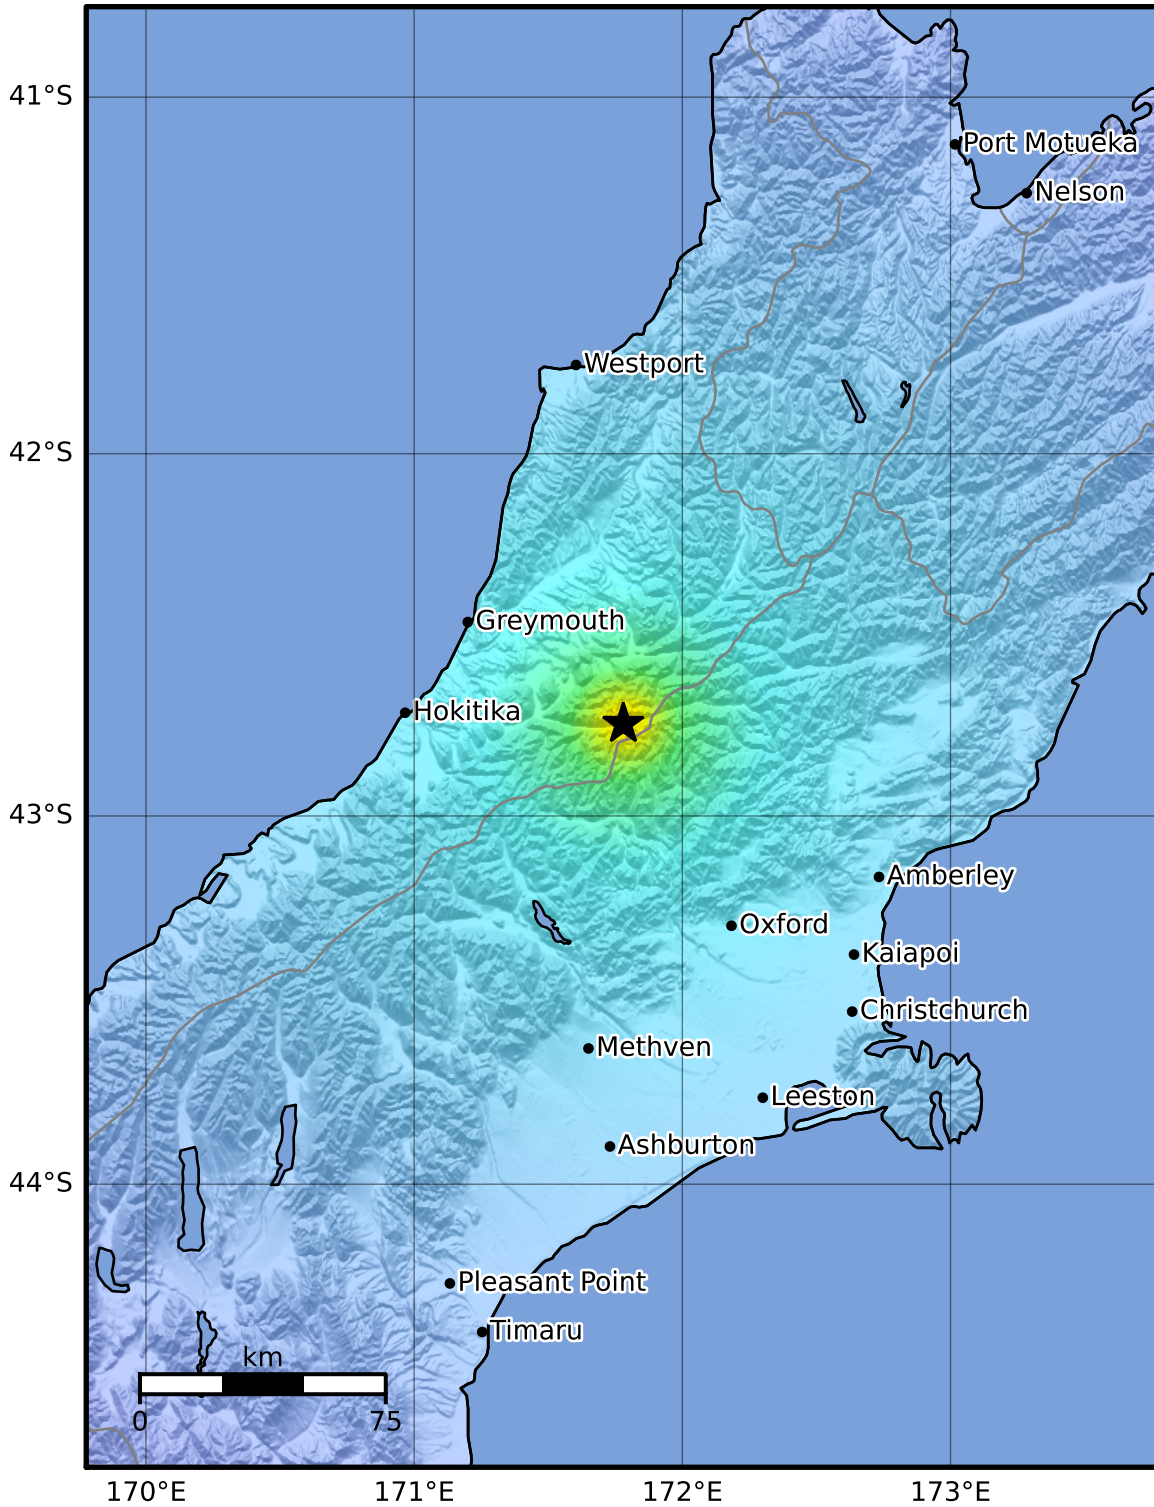 41°S
Port Motueka
Nelson
Westport
42°S
Greymouth
Hokitika
43°S
Amberley
Oxford
Kaiapoi
Christchurch
Methven
Leeston
Ashburton
44°S
Pleasant Point
Timaru
km
0 75
170°E 171°E 172°E 173°E